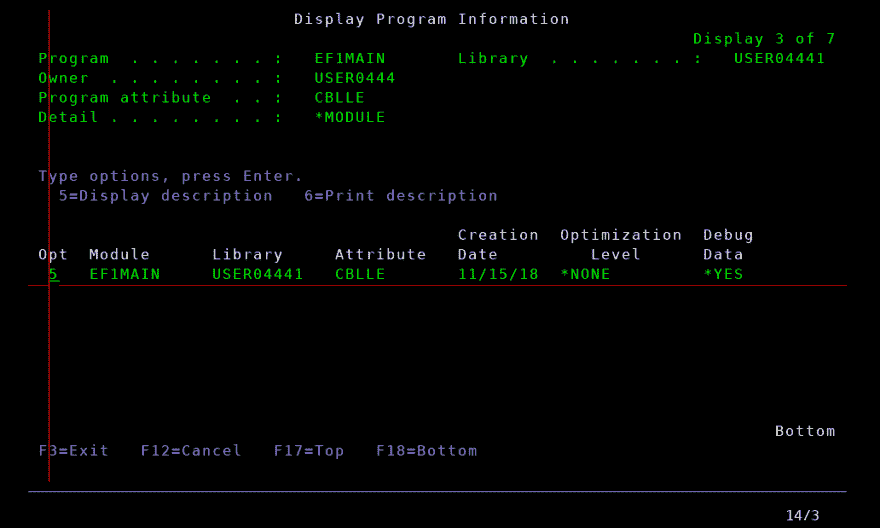 Display Program Information
Display 3 of 7
Program  . . . . . . . :   EF1MAIN       Library  . . . . . . . :   USER04441
Owner  . . . . . . . . :   USER0444
Program attribute  . . :   CBLLE
Detail . . . . . . . . :   *MODULE
Type options, press Enter.
5=Display description   6=Print description
Creation  Optimization  Debug
Opt  Module      Library     Attribute   Date         Level      Data
5   EF1MAIN     USER04441   CBLLE       11/15/18  *NONE         *YES
Bottom
F3=Exit   F12=Cancel   F17=Top   F18=Bottom
14/3